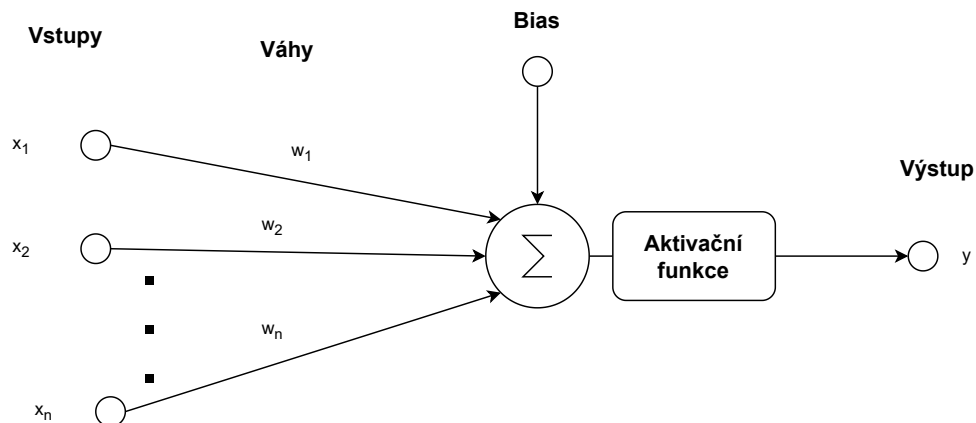 Bias
Vstupy
Váhy
x1
w1
Výstup
w2
x2
∑
Aktivační
funkce
y
wn
xn